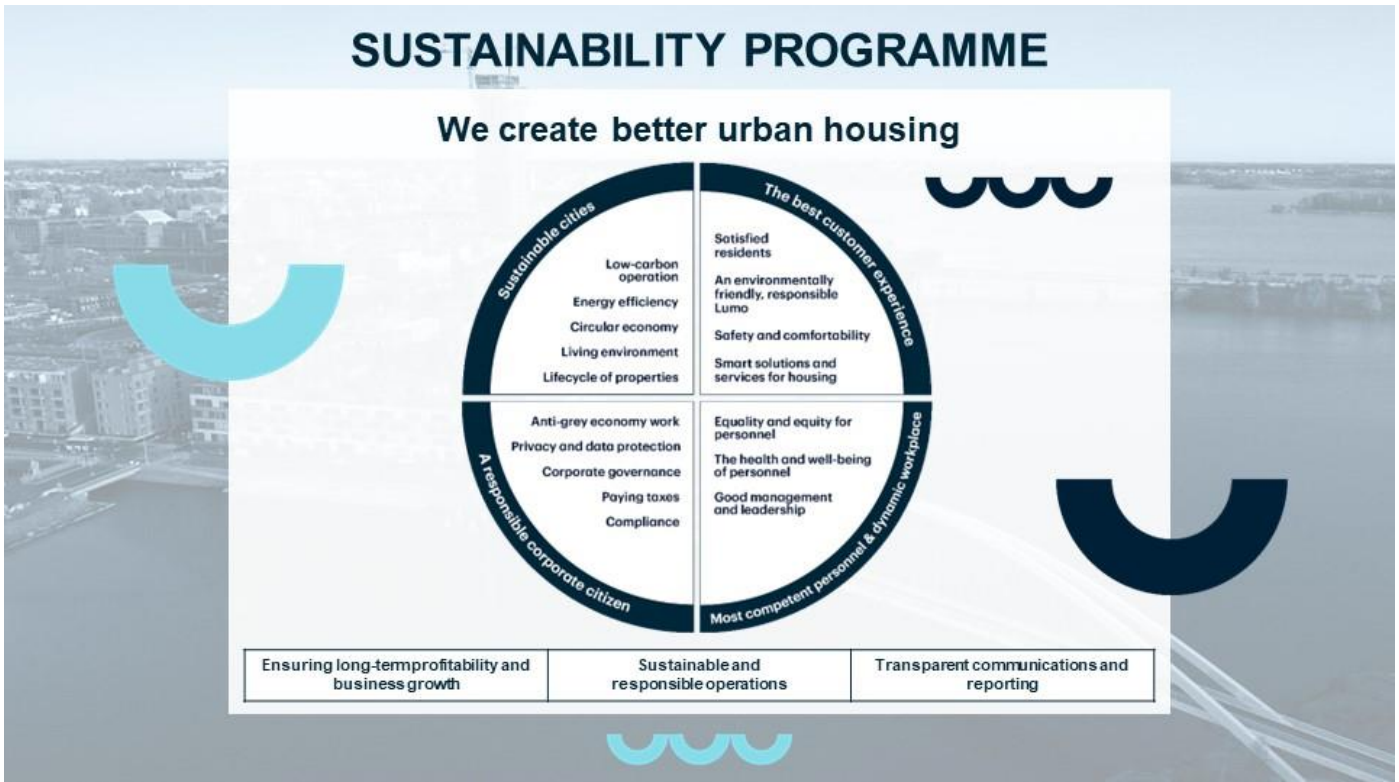 SUSTAINABILITY PROGRAMME
We create better urban housing
Sustainable cities
Low-carbon
operation
Energy efficiency
Circular economy
Living environment
Lifecycle of properties
The best customer experience
Satisfied
residents
An environmentally
friendly, responsible
Lumo
Safety and comfortability
Smart solutions and
services for housing
A responsible corporate citizen
Anti-grey economy work
Privacy and data protection
Corporate governance
Paying taxes
Compliance
Most competent personnel & dynamic workplace
Equality and equity for
personnel
The health and well-being
of personnel
Good management
and leadership
Ensuring long-termprofitability and
business growth
Sustainable and
responsible operations
Transparent communications and
reporting